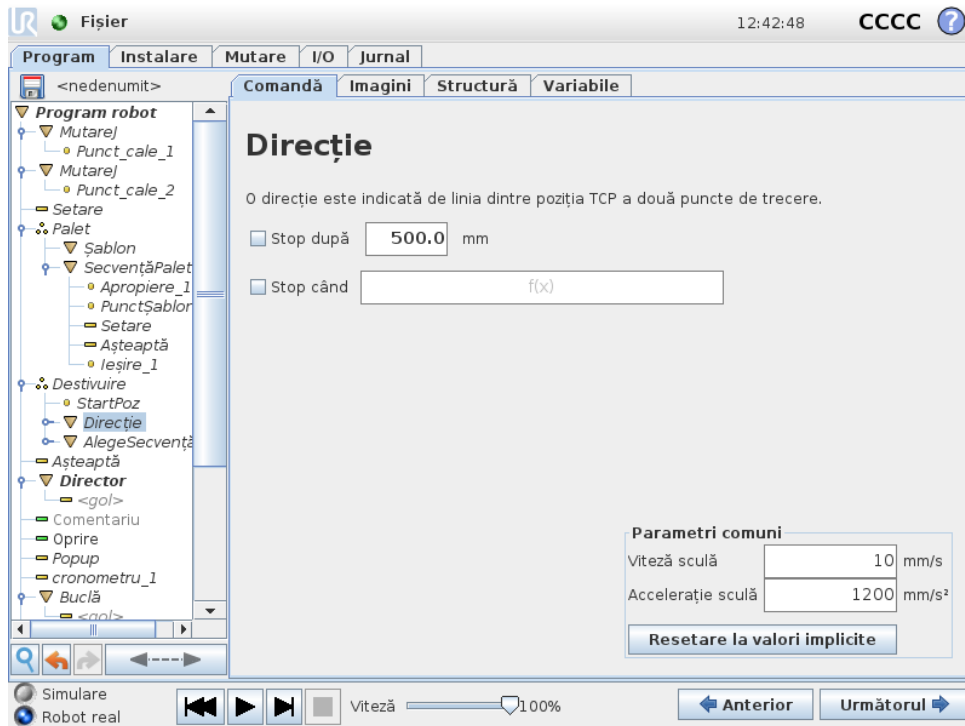 UR Fișier 12:42:48 CCCC ?
Program Instalare Mutare I/O Jurnal
<nedenumit>
Comandă Imagini Structură Variabile
Program robot
MutareJ
Punct_cale_1
MutareJ
Punct_cale_2
Setare
Palet
Șablon
SecvențăPalet
Apropiere_1
PunctȘablon
Setare
Așteaptă
Ieșire_1
Destivuire
StartPoz
Direcție
AlegeSecvență
Așteaptă
Director
<gol>
Comentariu
Oprire
Popup
cronometru_1
Buclă
<gol>
Direcție
O direcție este indicată de linia dintre poziția TCP a două puncte de trecere.
Stop după 500.0 mm
Stop când f(x)
Parametri comuni
Viteză sculă 10 mm/s
Accelerație sculă 1200 mm/s²
Resetare la valori implicite
Simulare
Robot real
Viteză 100%
Anterior Următorul